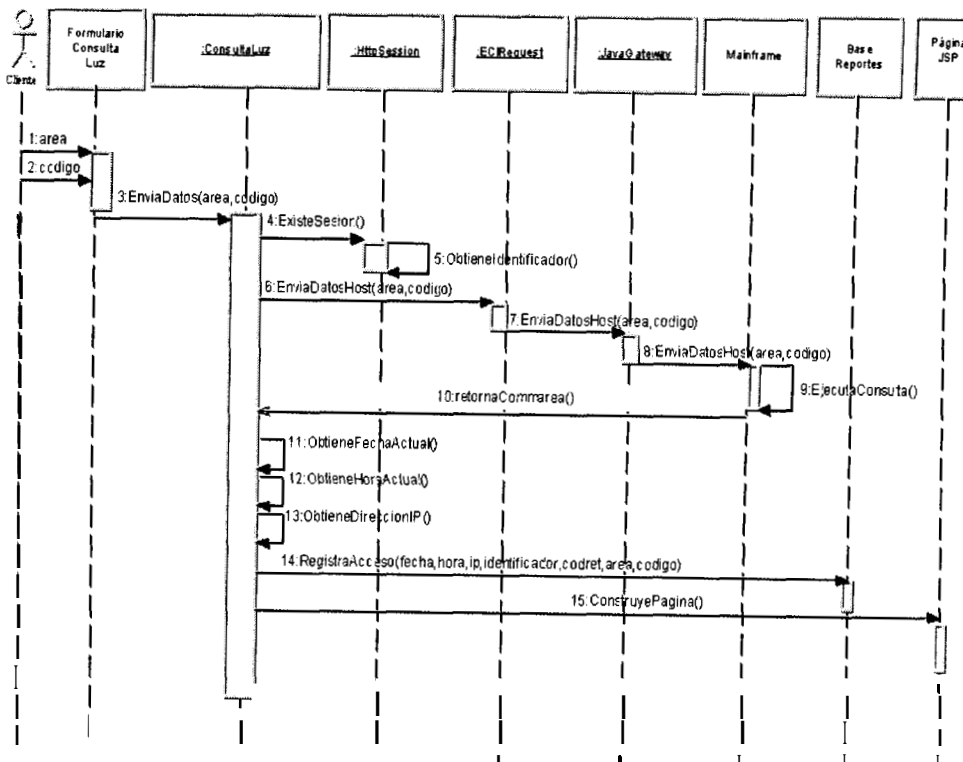 Cliente
Formulario
Consulta
Luz
:ConsultaLuz
:HttpSession
:ECIRequest
:JavaGateway
Mainframe
Base
Reportes
Página
JSP
1:area
2:codigo
3:EnviaDatos(area,codigo)
4:ExisteSesion()
5:ObtieneIdentificador()
6:EnviaDatosHost(area,codigo)
7:EnviaDatosHost(area,codigo)
8:EnviaDatosHost(area,codigo)
9:EjecutaConsulta()
10:retornaCommarea()
11:ObtieneFechaActual()
12:ObtieneHoraActual()
13:ObtieneDireccionIP()
14:RegistraAcceso(fecha,hora,ip,identificador,codret,area,codigo)
15:ConstruyePagina()